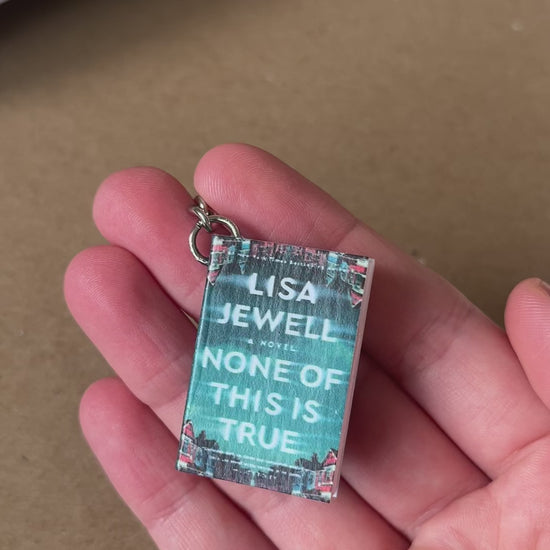 LISA
JEWELL
A NOVEL
NONE OF
THIS IS
TRUE